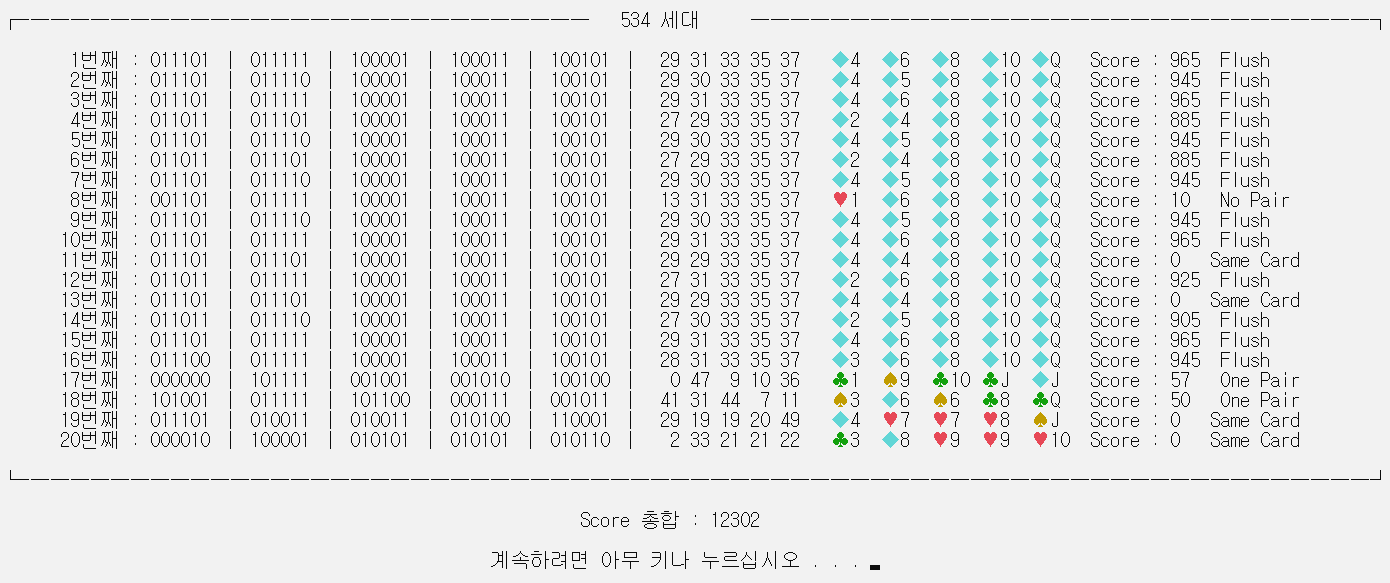 534 세대
1번째 : 011101 | 011111 | 100001 | 100011 | 100101 | 29 31 33 35 37 ◆4 ◆6 ◆8 ◆10 ◆Q Score : 965 Flush
2번째 : 011101 | 011110 | 100001 | 100011 | 100101 | 29 30 33 35 37 ◆4 ◆5 ◆8 ◆10 ◆Q Score : 945 Flush
3번째 : 011101 | 011111 | 100001 | 100011 | 100101 | 29 31 33 35 37 ◆4 ◆6 ◆8 ◆10 ◆Q Score : 965 Flush
4번째 : 011011 | 011101 | 100001 | 100011 | 100101 | 27 29 33 35 37 ◆2 ◆4 ◆8 ◆10 ◆Q Score : 885 Flush
5번째 : 011101 | 011110 | 100001 | 100011 | 100101 | 29 30 33 35 37 ◆4 ◆5 ◆8 ◆10 ◆Q Score : 945 Flush
6번째 : 011011 | 011101 | 100001 | 100011 | 100101 | 27 29 33 35 37 ◆2 ◆4 ◆8 ◆10 ◆Q Score : 885 Flush
7번째 : 011101 | 011110 | 100001 | 100011 | 100101 | 29 30 33 35 37 ◆4 ◆5 ◆8 ◆10 ◆Q Score : 945 Flush
8번째 : 001101 | 011111 | 100001 | 100011 | 100101 | 13 31 33 35 37 ♥1 ◆6 ◆8 ◆10 ◆Q Score : 10 No Pair
9번째 : 011101 | 011110 | 100001 | 100011 | 100101 | 29 30 33 35 37 ◆4 ◆5 ◆8 ◆10 ◆Q Score : 945 Flush
10번째 : 011101 | 011111 | 100001 | 100011 | 100101 | 29 31 33 35 37 ◆4 ◆6 ◆8 ◆10 ◆Q Score : 965 Flush
11번째 : 011101 | 011101 | 100001 | 100011 | 100101 | 29 29 33 35 37 ◆4 ◆4 ◆8 ◆10 ◆Q Score : 0 Same Card
12번째 : 011011 | 011111 | 100001 | 100011 | 100101 | 27 31 33 35 37 ◆2 ◆6 ◆8 ◆10 ◆Q Score : 925 Flush
13번째 : 011101 | 011101 | 100001 | 100011 | 100101 | 29 29 33 35 37 ◆4 ◆4 ◆8 ◆10 ◆Q Score : 0 Same Card
14번째 : 011011 | 011110 | 100001 | 100011 | 100101 | 27 30 33 35 37 ◆2 ◆5 ◆8 ◆10 ◆Q Score : 905 Flush
15번째 : 011101 | 011111 | 100001 | 100011 | 100101 | 29 31 33 35 37 ◆4 ◆6 ◆8 ◆10 ◆Q Score : 965 Flush
16번째 : 011100 | 011111 | 100001 | 100011 | 100101 | 28 31 33 35 37 ◆3 ◆6 ◆8 ◆10 ◆Q Score : 945 Flush
17번째 : 000000 | 101111 | 001001 | 001010 | 100100 | 0 47 9 10 36 ♣1 ♠9 ♣10 ♣J ◆J Score : 57 One Pair
18번째 : 101001 | 011111 | 101100 | 000111 | 001011 | 41 31 44 7 11 ♠3 ◆6 ♠6 ♣8 ♣Q Score : 50 One Pair
19번째 : 011101 | 010011 | 010011 | 010100 | 110001 | 29 19 19 20 49 ◆4 ♥7 ♥7 ♥8 ♠J Score : 0 Same Card
20번째 : 000010 | 100001 | 010101 | 010101 | 010110 | 2 33 21 21 22 ♣3 ◆8 ♥9 ♥9 ♥10 Score : 0 Same Card
Score 총합 : 12302
계속하려면 아무 키나 누르십시오 . . .